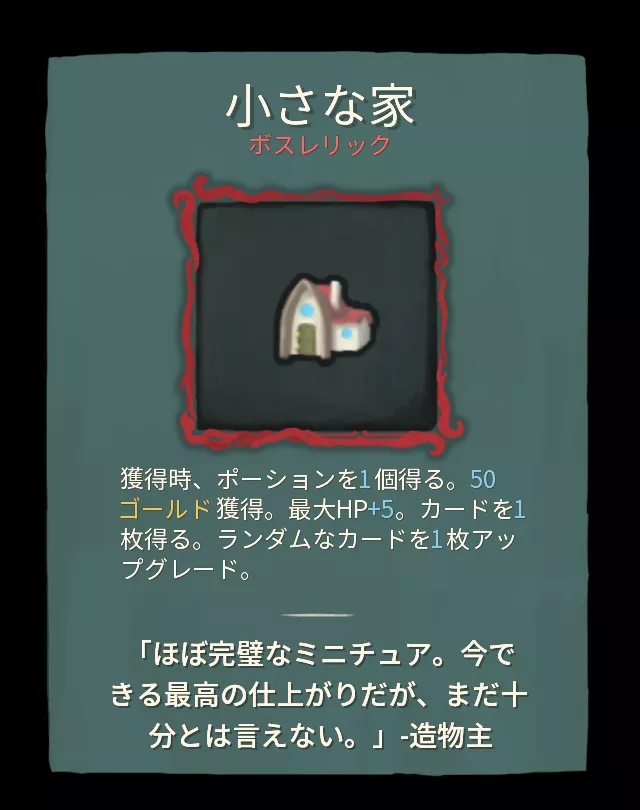 小さな家
ボスレリック
獲得時、ポーションを1個得る。50
ゴールド獲得。最大HP+5。カードを1
枚得る。ランダムなカードを1枚アッ
プグレード。
「ほぼ完璧なミニチュア。今で
きる最高の仕上がりだが、まだ十
分とは言えない。」-造物主